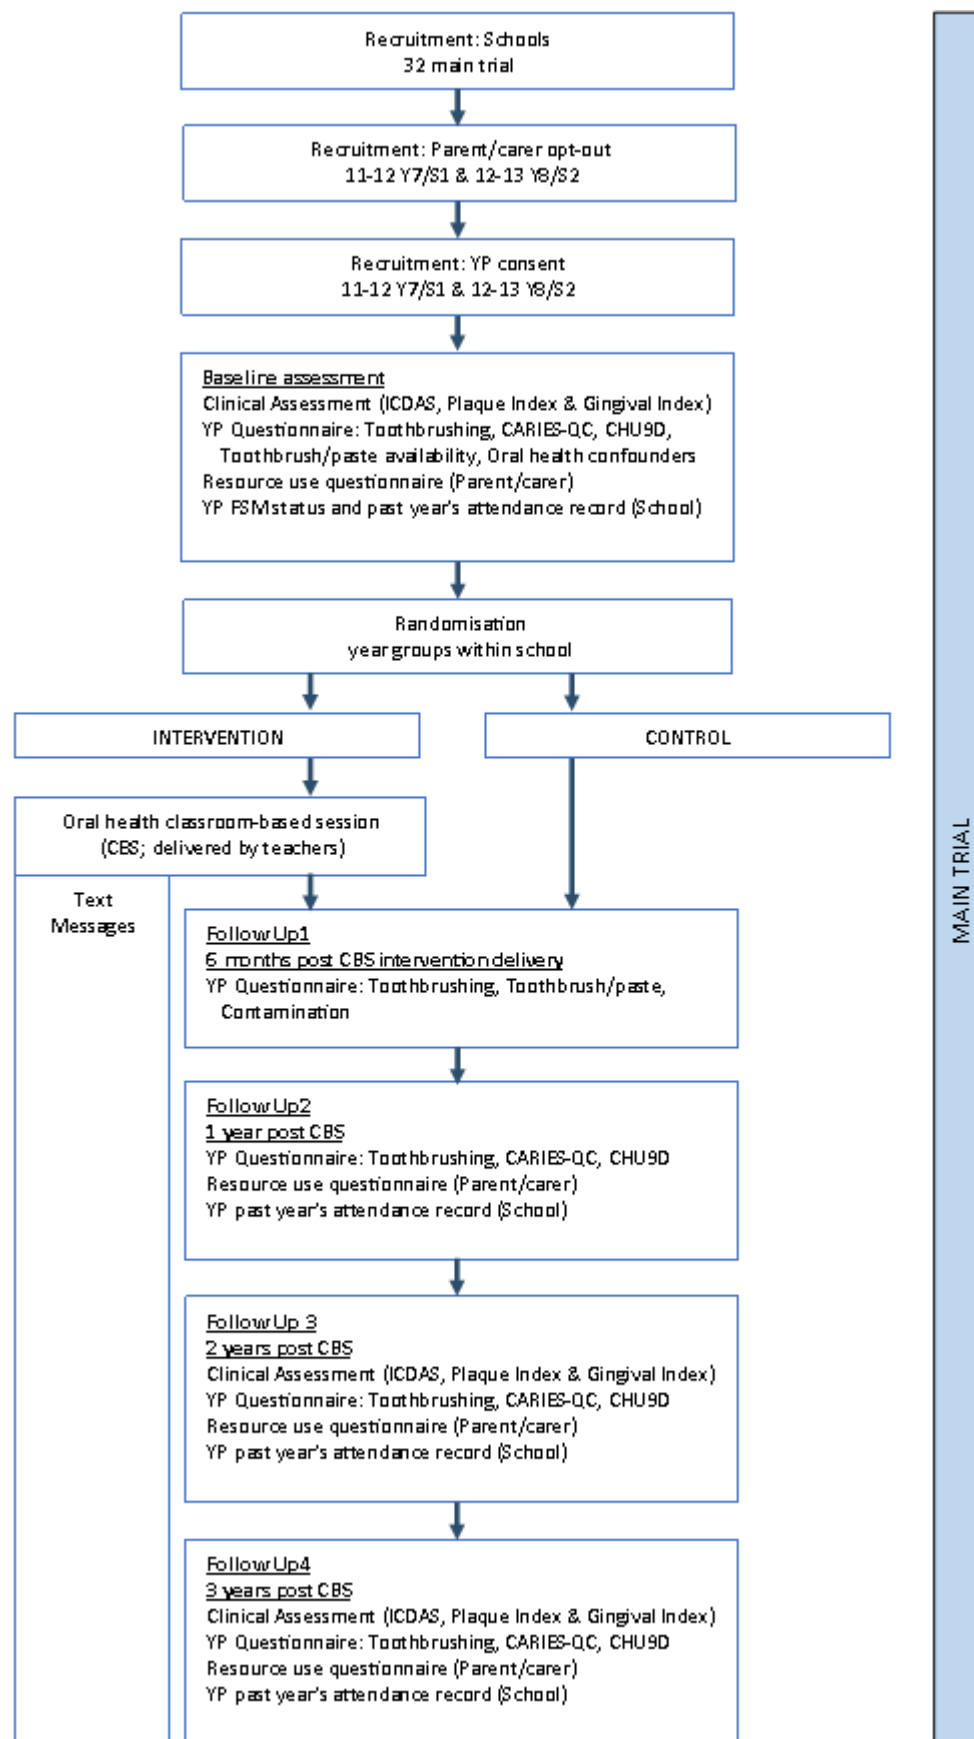 Recruitment: Schools
32 main trial
Recruitment: Parent/carer opt-out
11-12 Y7/S1 & 12-13 Y8/S2
Recruitment: YP consent
11-12 Y7/S1 & 12-13 Y8/S2
Baseline assessment
Clinical Assessment (ICDAS, Plaque Index & Gingival Index)
YP Questionnaire: Toothbrushing, CARIES-QC, CHU9D,
Toothbrush/paste availability, Oral health confounders
Resource use questionnaire (Parent/carer)
YP FSM status and past year's attendance record (School)
Randomisation
year groups within school
INTERVENTION
CONTROL
Oral health classroom-based session
(CBS; delivered by teachers)
Text
Messages
Follow Up1
6 months post CBS intervention delivery
YP Questionnaire: Toothbrushing, Toothbrush/paste,
Contamination
Follow Up2
1 year post CBS
YP Questionnaire: Toothbrushing, CARIES-QC, CHU9D
Resource use questionnaire (Parent/carer)
YP past year's attendance record (School)
Follow Up 3
2 years post CBS
Clinical Assessment (ICDAS, Plaque Index & Gingival Index)
YP Questionnaire: Toothbrushing, CARIES-QC, CHU9D
Resource use questionnaire (Parent/carer)
YP past year's attendance record (School)
Follow Up4
3 years post CBS
Clinical Assessment (ICDAS, Plaque Index & Gingival Index)
YP Questionnaire: Toothbrushing, CARIES-QC, CHU9D
Resource use questionnaire (Parent/carer)
YP past year's attendance record (School)
MAIN TRIAL